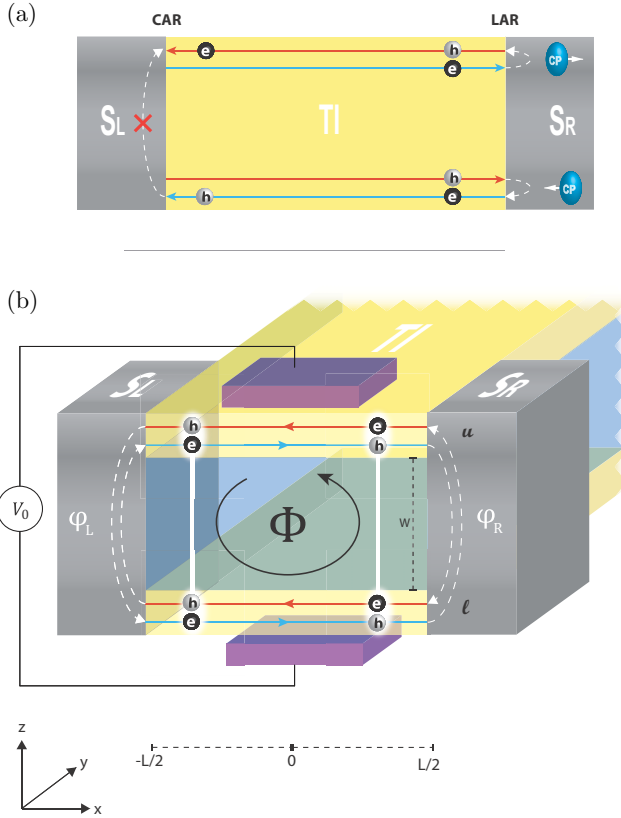 (a)
CAR LAR
e h
e CP
SL TI SR
h
h e CP
(b)
TI
SL SR
h e u
e h
V0
φL Φ W φR
h e ℓ
e h
z
y
x
-L/2 0 L/2